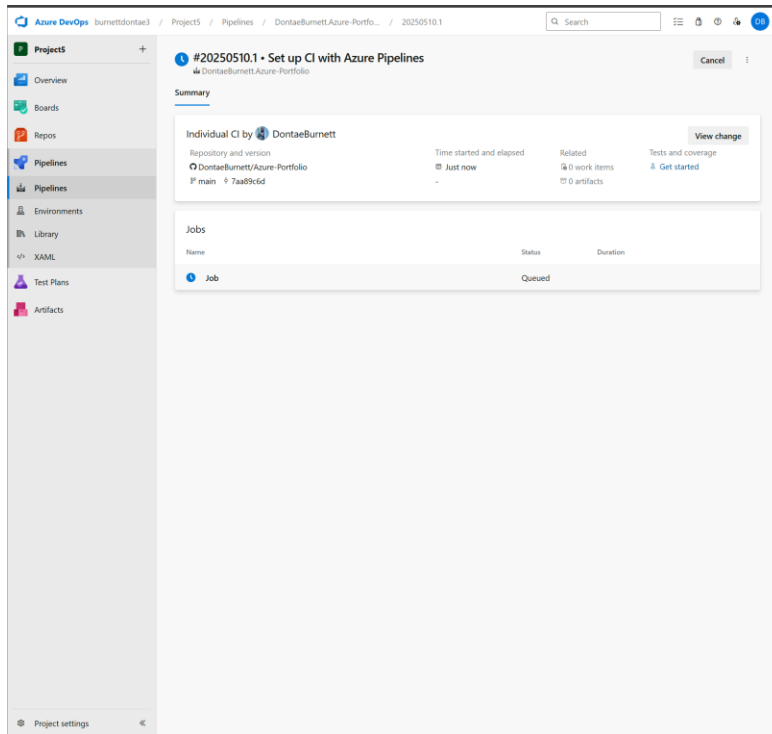 Azure DevOps burnettdontae3 / Project5 / Pipelines / DontaeBurnett.Azure-Portfo... / 20250510.1
Search
DB
P Project5 +
Overview
Boards
Repos
Pipelines
Pipelines
Environments
Library
XAML
Test Plans
Artifacts
Project settings
#20250510.1 • Set up CI with Azure Pipelines
DontaeBurnett.Azure-Portfolio
Cancel
Summary
Individual CI by DontaeBurnett
View change
Repository and version
DontaeBurnett/Azure-Portfolio
main 7aa89c6d
Time started and elapsed
Just now
-
Related
0 work items
0 artifacts
Tests and coverage
Get started
Jobs
Name Status Duration
Job Queued